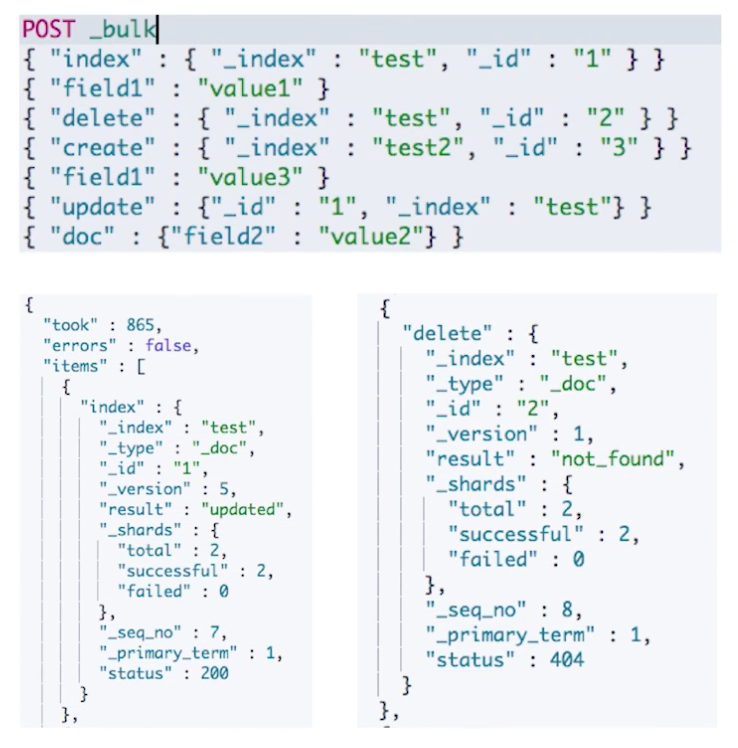 POST _bulk
{ "index" : { "_index" : "test", "_id" : "1" } }
{ "field1" : "value1" }
{ "delete" : { "_index" : "test", "_id" : "2" } }
{ "create" : { "_index" : "test2", "_id" : "3" } }
{ "field1" : "value3" }
{ "update" : {"_id" : "1", "_index" : "test"} }
{ "doc" : {"field2" : "value2"} }
{
"took" : 865,
"errors" : false,
"items" : [
{
"index" : {
"_index" : "test",
"_type" : "_doc",
"_id" : "1",
"_version" : 5,
"result" : "updated",
"_shards" : {
"total" : 2,
"successful" : 2,
"failed" : 0
},
"_seq_no" : 7,
"_primary_term" : 1,
"status" : 200
}
},
{
"delete" : {
"_index" : "test",
"_type" : "_doc",
"_id" : "2",
"_version" : 1,
"result" : "not_found",
"_shards" : {
"total" : 2,
"successful" : 2,
"failed" : 0
},
"_seq_no" : 8,
"_primary_term" : 1,
"status" : 404
}
},